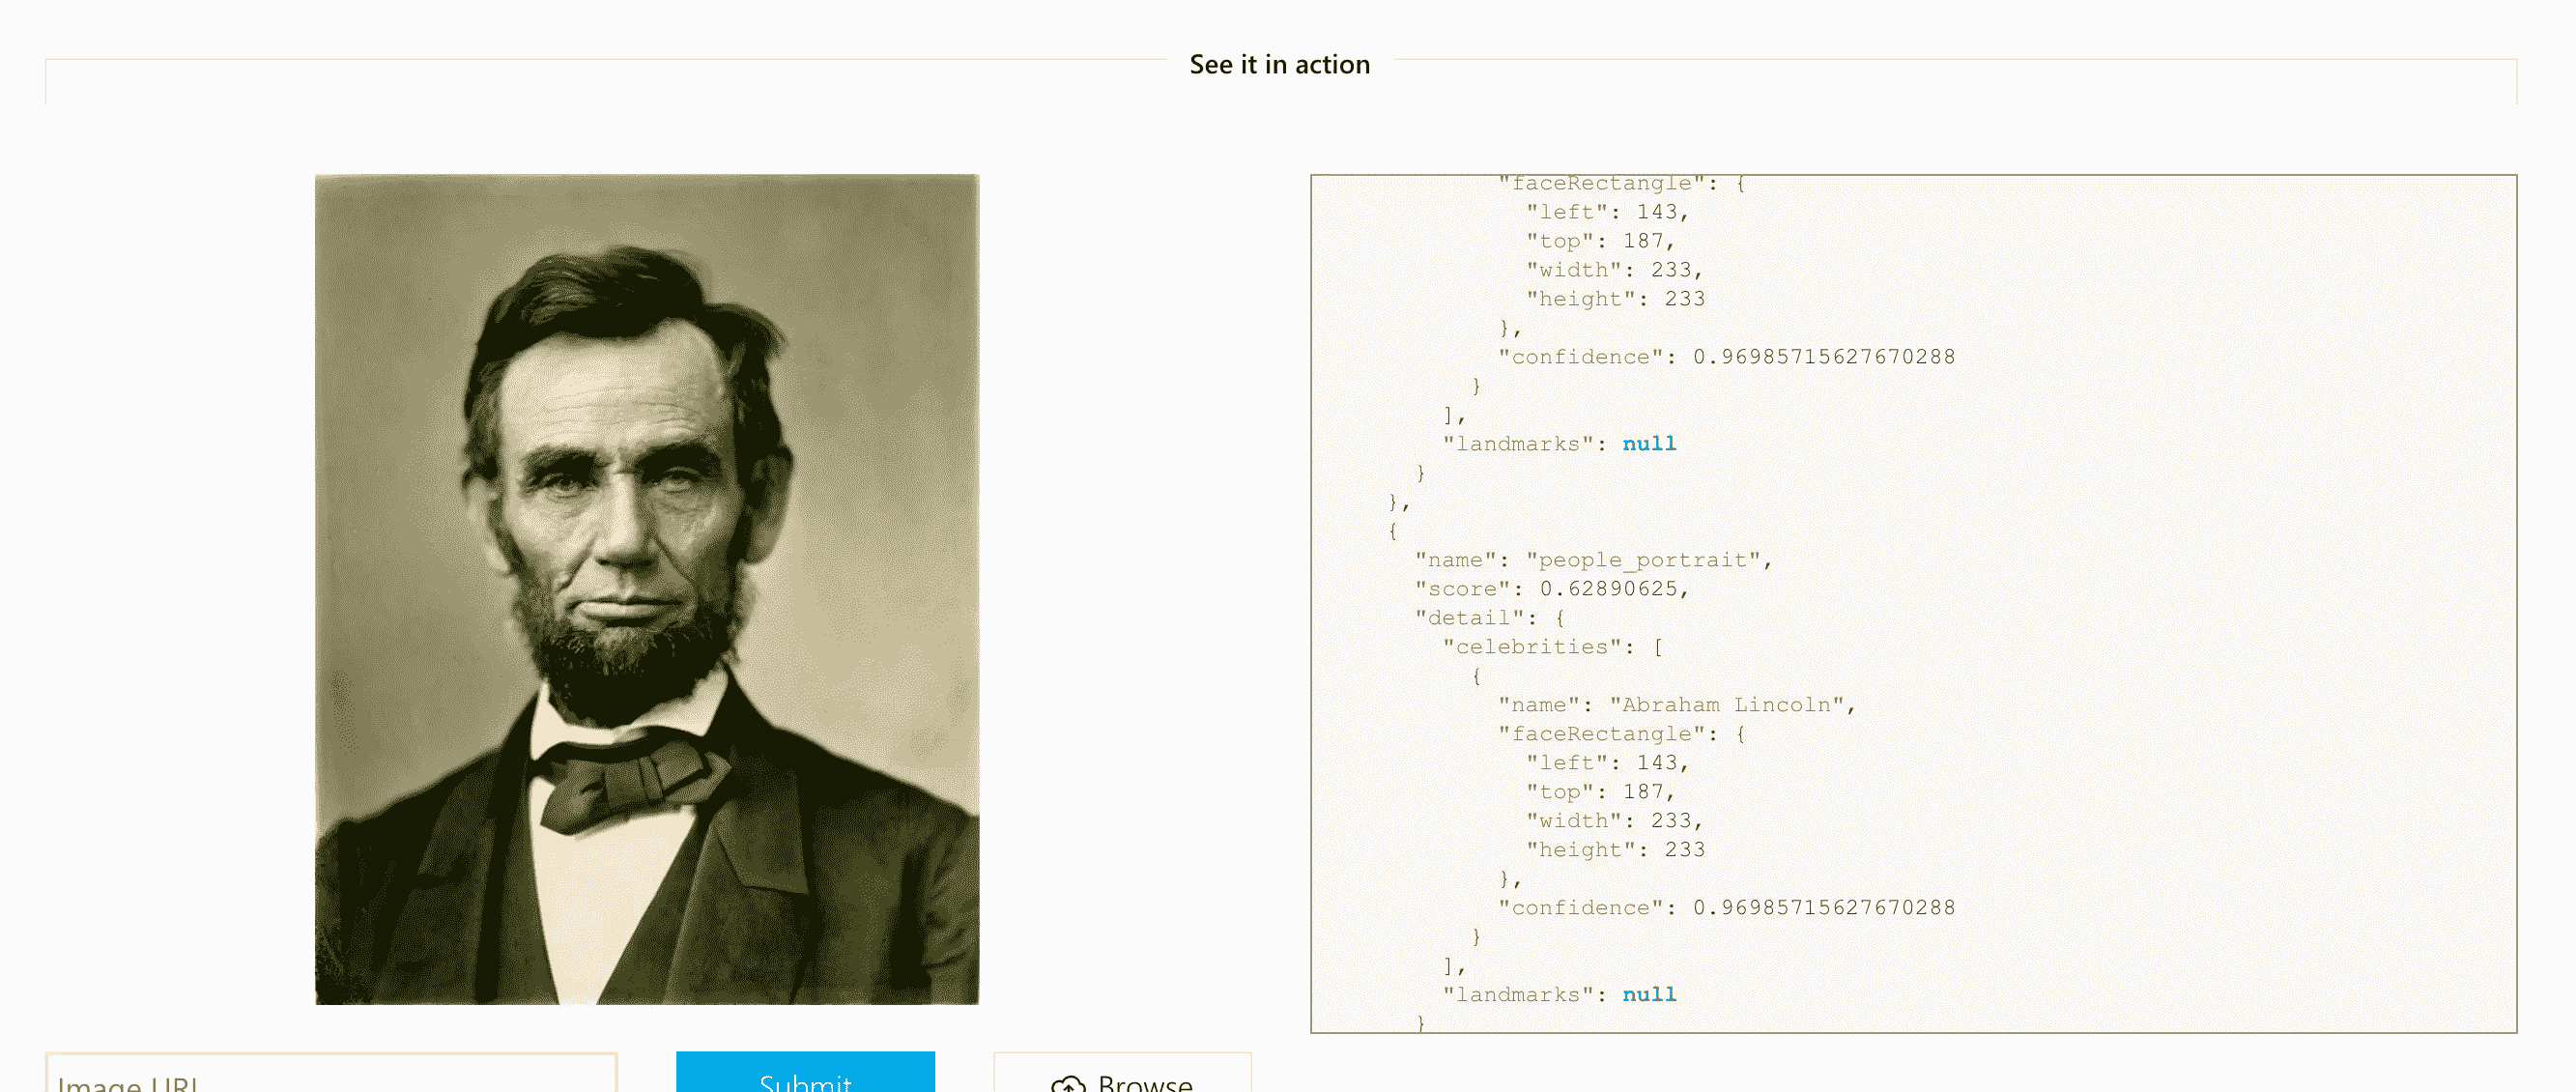 See it in action
"faceRectangle": {
"left": 143,
"top": 187,
"width": 233,
"height": 233
},
"confidence": 0.96985715627670288
}
],
"landmarks": null
}
},
{
"name": "people_portrait",
"score": 0.62890625,
"detail": {
"celebrities": [
{
"name": "Abraham Lincoln",
"faceRectangle": {
"left": 143,
"top": 187,
"width": 233,
"height": 233
},
"confidence": 0.96985715627670288
}
],
"landmarks": null
}
Image URL
Submit
Browse